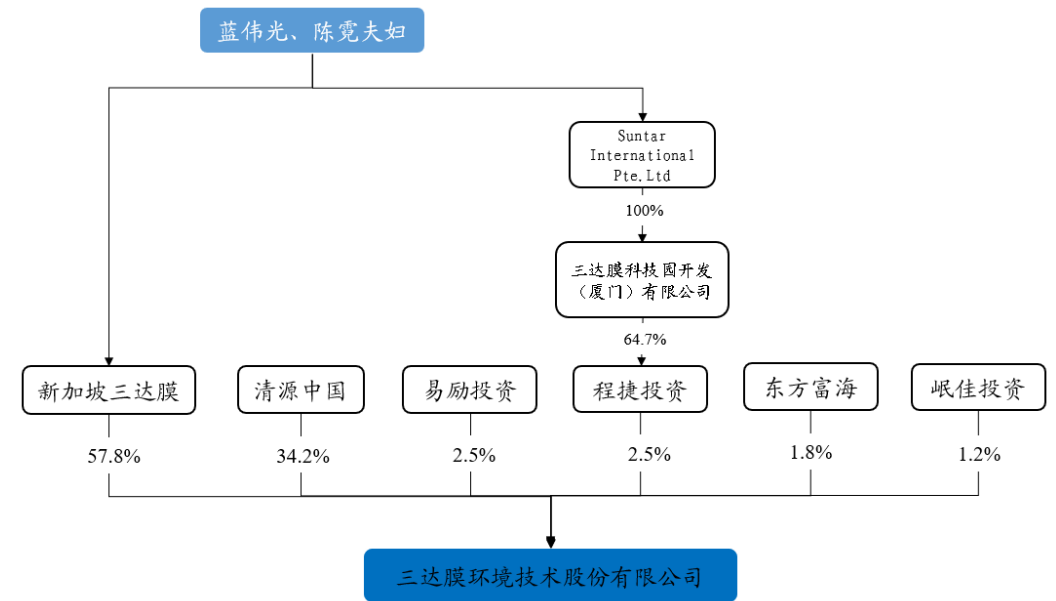 蓝伟光、陈霓夫妇
Suntar
International
Pte.Ltd
100%
三达膜科技园开发
（厦门）有限公司
64.7%
新加坡三达膜
清源中国
易励投资
程捷投资
东方富海
岷佳投资
57.8%
34.2%
2.5%
2.5%
1.8%
1.2%
三达膜环境技术股份有限公司